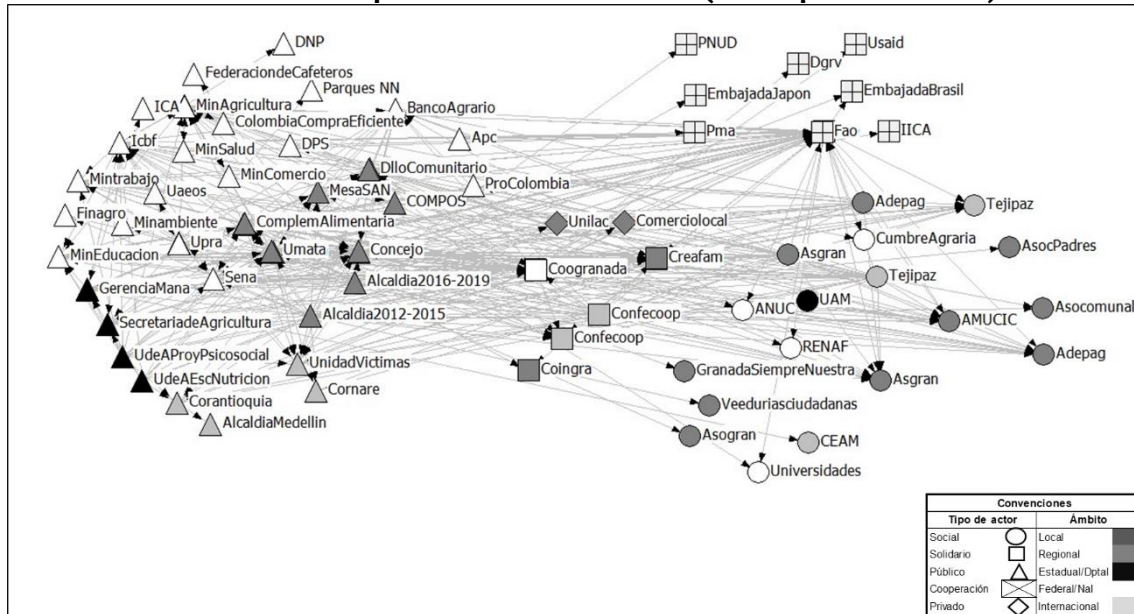 DNP
PNUD
Usaid
Dgrv
FederaciondeCafeteros
Parques NN
EmbajadaJapon
EmbajadaBrasil
ICA
MinAgricultura
BancoAgrario
ColombiaCompraEficiente
Pma
Fao
IICA
Icbf
MinSalud
DPS
Apc
Mintrabajo
Uaeos
MinComercio
DlloComunitario
MesaSAN
ProColombia
COMPOS
Adepag
Tejipaz
Finagro
Minambiente
ComplemAlimentaria
Unilac
Comerciolocal
CumbreAgraria
AsocPadres
MinEducacion
Upra
Umata
Concejo
Creafam
Asgran
Coogranada
Sena
Tejipaz
GerenciaMana
Alcaldia2016-2019
UAM
ANUC
Asocomunal
SecretariadeAgricultura
Alcaldia2012-2015
Confecoop
AMUCIC
Confecoop
RENAF
Adepag
UdeAProyPsicosocial
UnidadVictimas
Coingra
GranadaSiempreNuestra
Asgran
UdeAEscNutricion
Cornare
Corantioquia
Veeduriasciudadanas
AlcaldiaMedellin
Asogran
CEAM
Universidades
Convenciones
Tipo de actor Ámbito
Social Local
Solidario Regional
Público Estadual/Dptal
Cooperación Federal/Nal
Privado Internacional